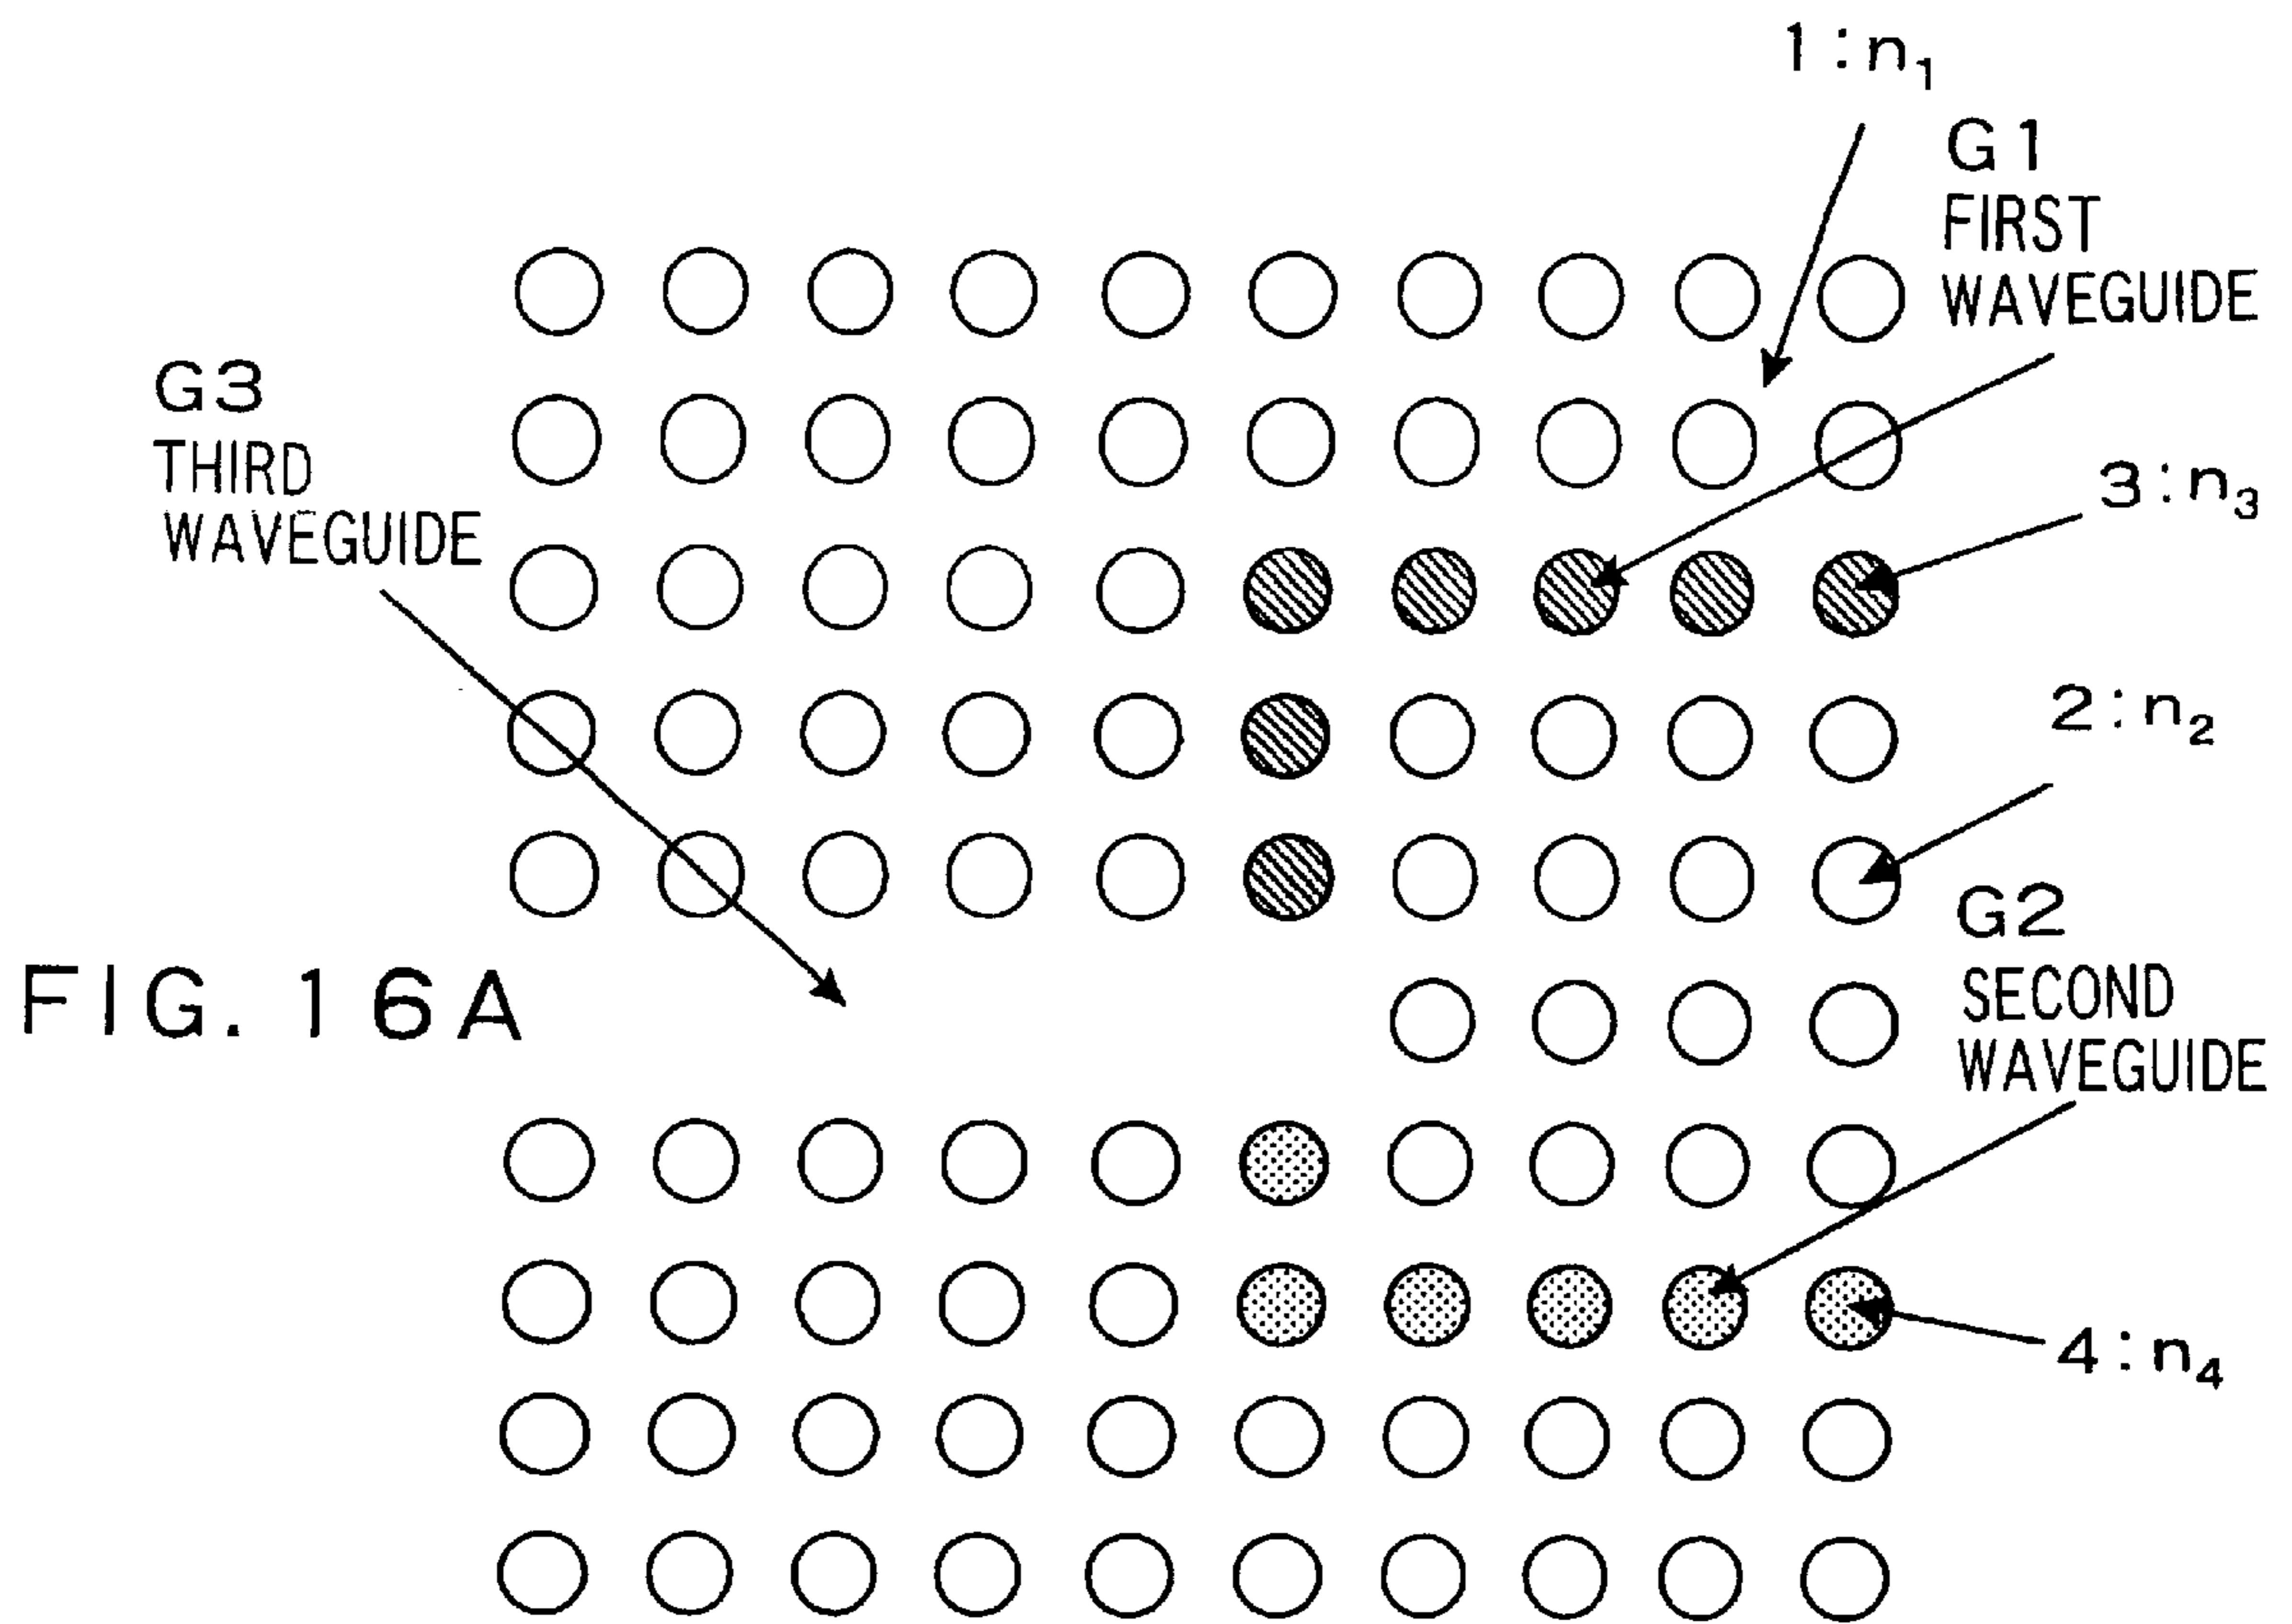 1:n₁
G1
FIRST
WAVEGUIDE
G3
THIRD
WAVEGUIDE
3:n₃
2:n₂
G2
SECOND
WAVEGUIDE
FIG. 16A
4:n₄